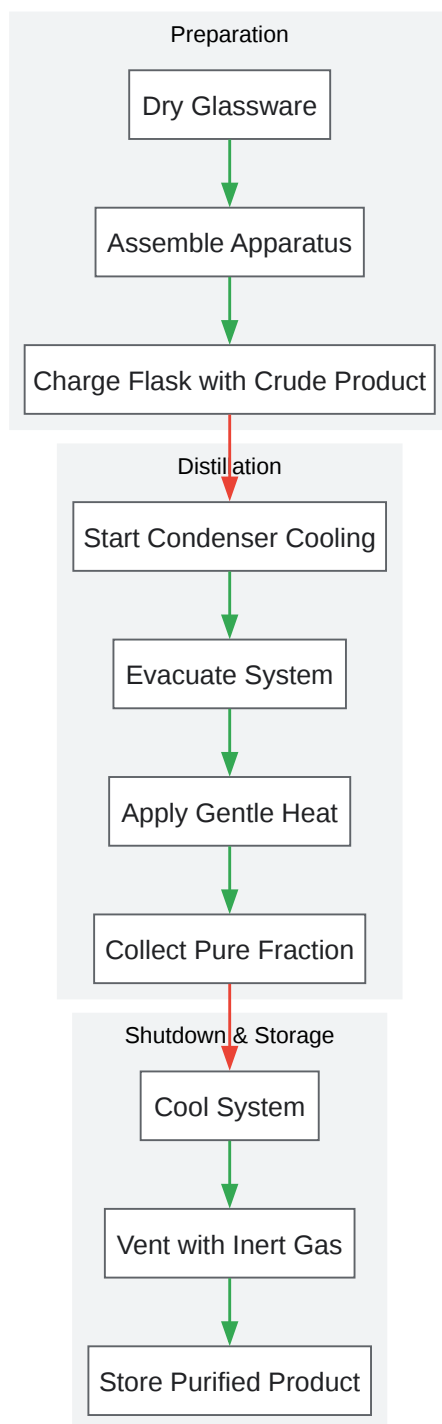 Preparation
Dry Glassware
Assemble Apparatus
Charge Flask with Crude Product
Distillation
Start Condenser Cooling
Evacuate System
Apply Gentle Heat
Collect Pure Fraction
Shutdown & Storage
Cool System
Vent with Inert Gas
Store Purified Product